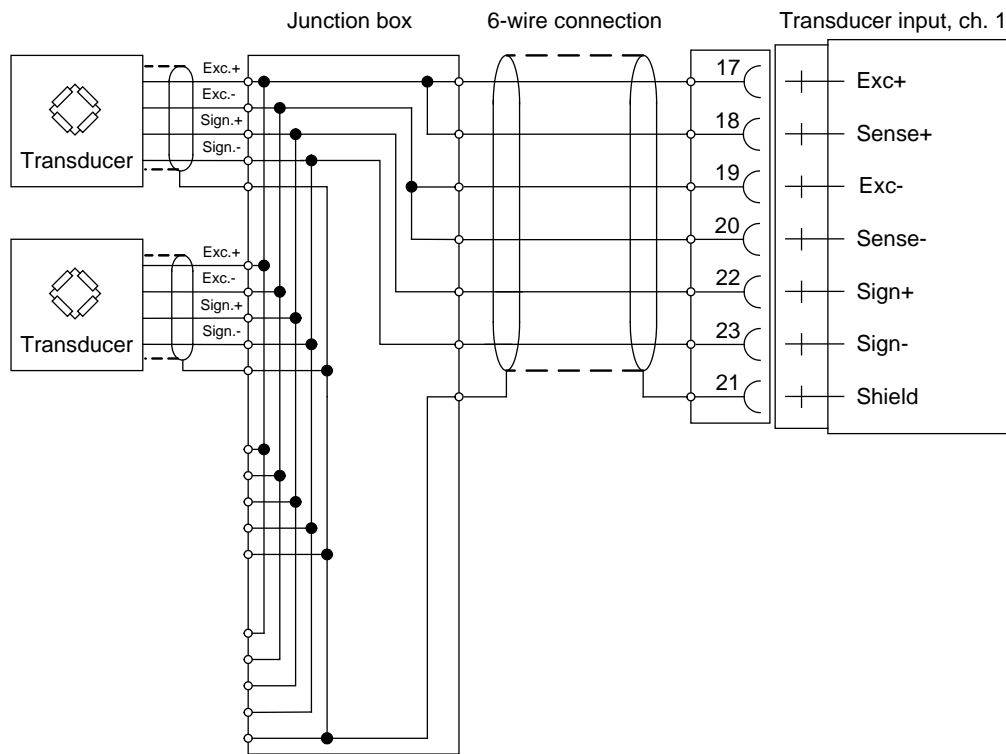 Junction box
6-wire connection
Transducer input, ch. 1
Exc.+
Exc.-
Sign.+
Sign.-
Transducer
Exc.+
Exc.-
Sign.+
Sign.-
Transducer
17
Exc+
18
Sense+
19
Exc-
20
Sense-
22
Sign+
23
Sign-
21
Shield